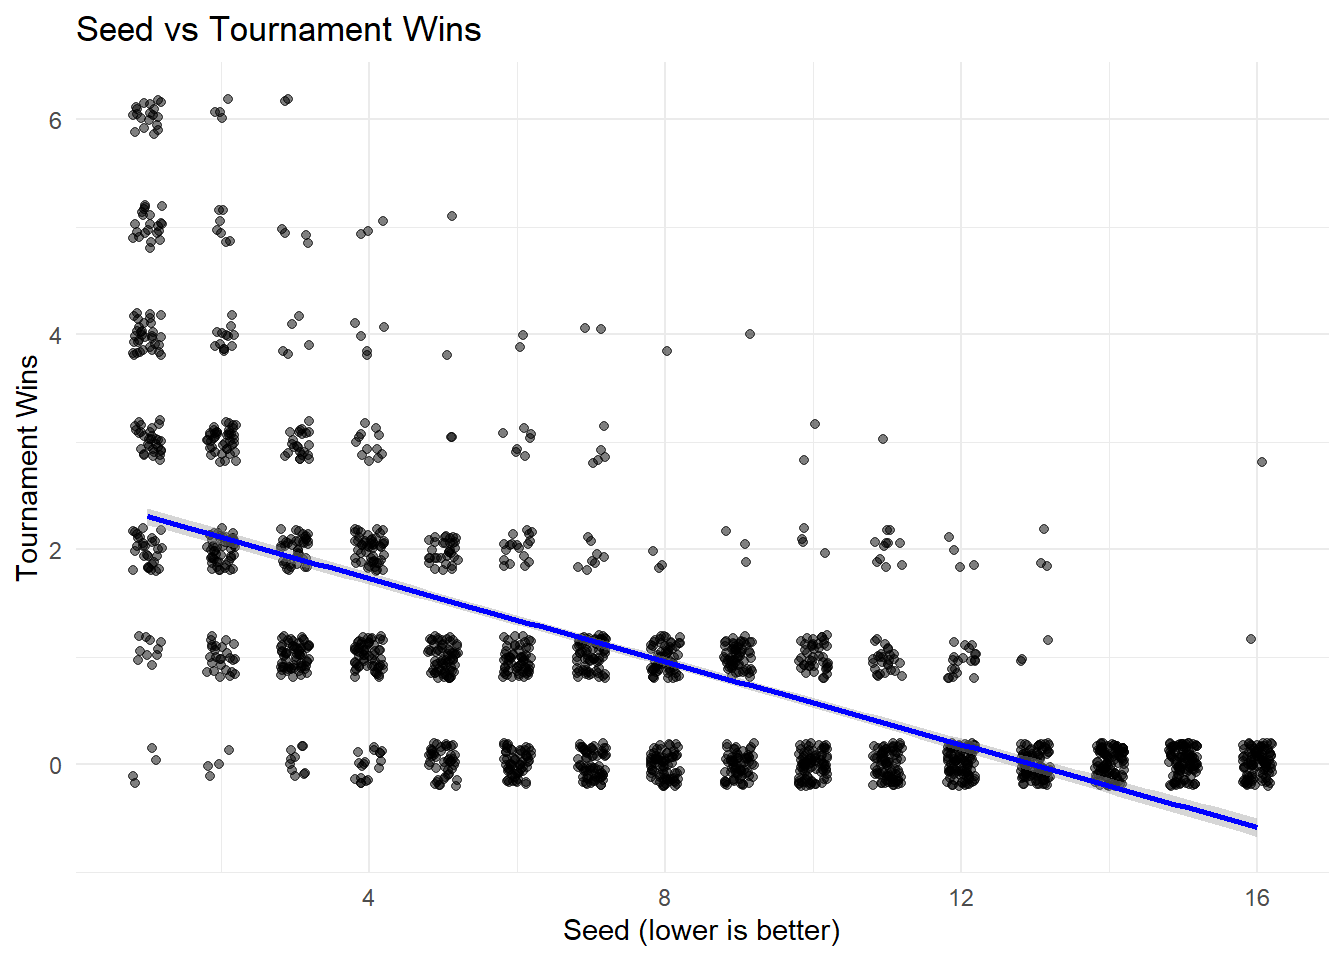 Seed vs Tournament Wins
6
4
2
0
Tournament Wins
4 8 12 16
Seed (lower is better)